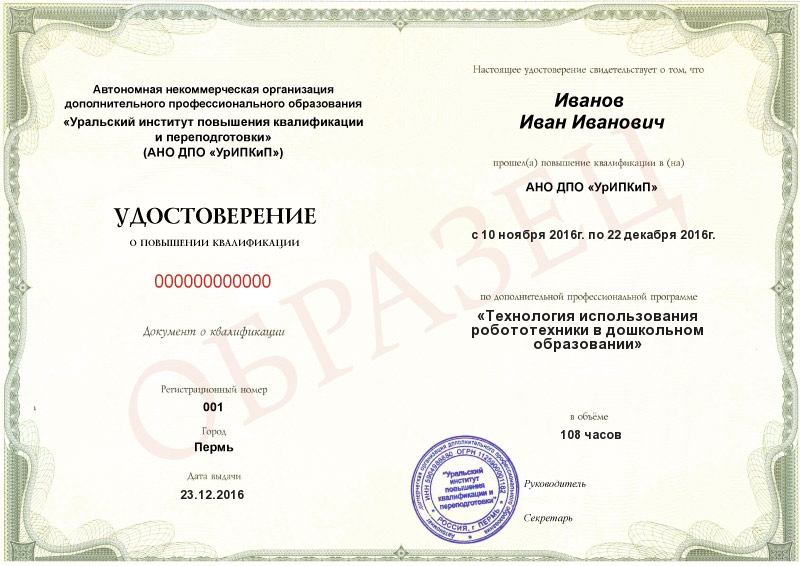 Автономная некоммерческая организация
дополнительного профессионального образования
«Уральский институт повышения квалификации
и переподготовки»
(АНО ДПО «УрИПКиП»)
УДОСТОВЕРЕНИЕ
О ПОВЫШЕНИИ КВАЛИФИКАЦИИ
000000000000
Документ о квалификации
Регистрационный номер
001
Город
Пермь
Дата выдачи
23.12.2016
Настоящее удостоверение свидетельствует о том, что
Иванов
Иван Иванович
прошел(а) повышение квалификации в (на)
АНО ДПО «УрИПКиП»
с 10 ноября 2016г. по 22 декабря 2016г.
по дополнительной профессиональной программе
«Технология использования
робототехники в дошкольном
образовании»
в объёме
108 часов
Руководитель
Секретарь
ОБРАЗЕЦ
"Уральский
институт
повышения
квалификации и
переподготовки"
РОССИЯ, г. ПЕРМЬ